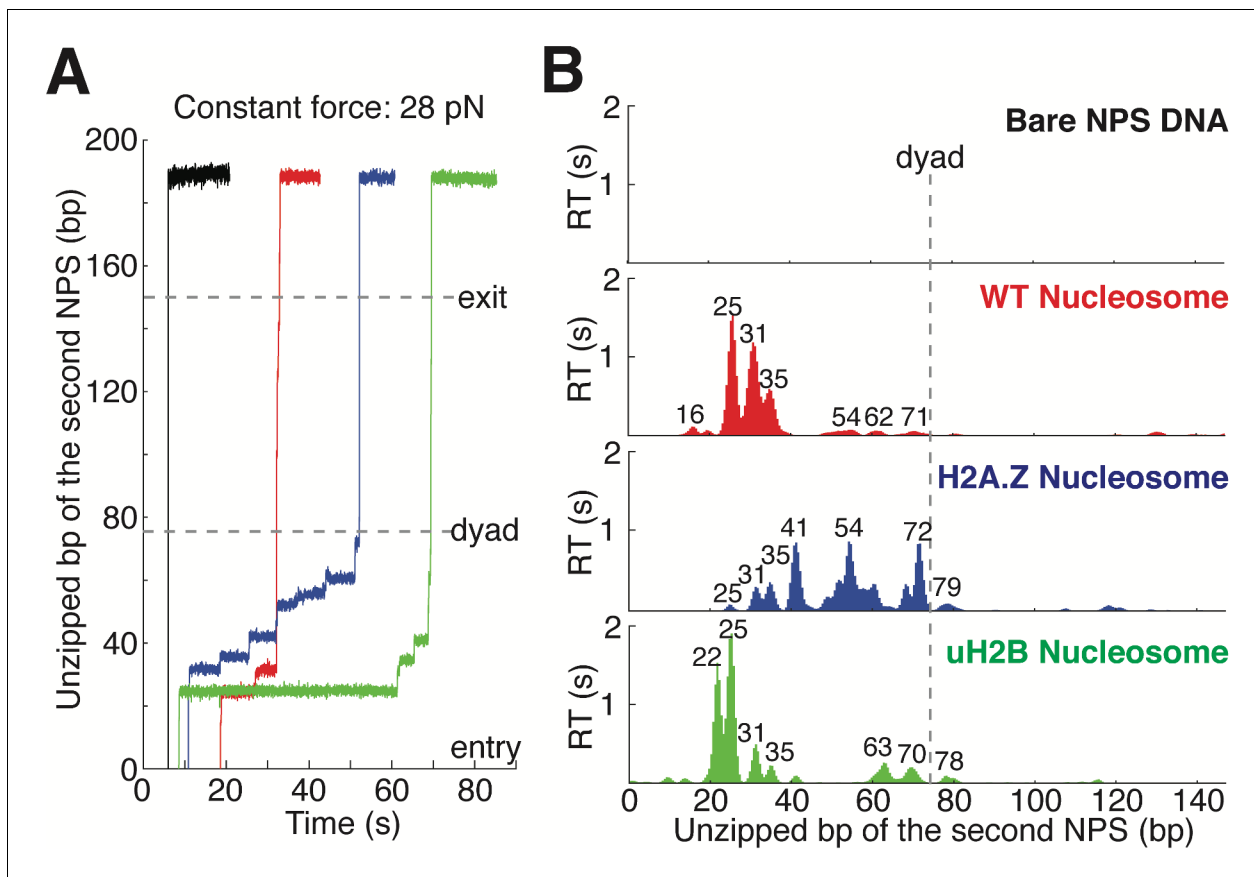 A
Constant force: 28 pN
Unzipped bp of the second NPS (bp)
200
160
120
80
40
0
exit
dyad
entry
0 20 40 60 80
Time (s)
B
Bare NPS DNA
dyad
RT (s)
2
1
WT Nucleosome
RT (s)
2
1
16
25
31
35
54
62
71
H2A.Z Nucleosome
RT (s)
2
1
25
31
35
41
54
72
79
uH2B Nucleosome
RT (s)
2
1
22
25
31
35
63
70
78
0 20 40 60 80 100 120 140
Unzipped bp of the second NPS (bp)